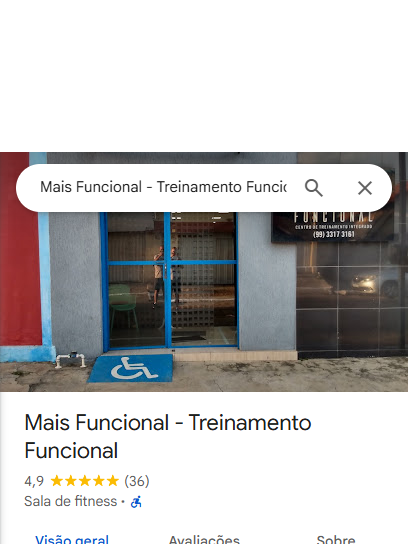 Mais Funcional - Treinamento Funcio
FUNCIONAL
CENTRO DE TREINAMENTO INTEGRADO
(99) 3317 3161
Mais Funcional - Treinamento
Funcional
4,9 ★★★★★ (36)
Sala de fitness ·
Visão geral Avaliações Sobre